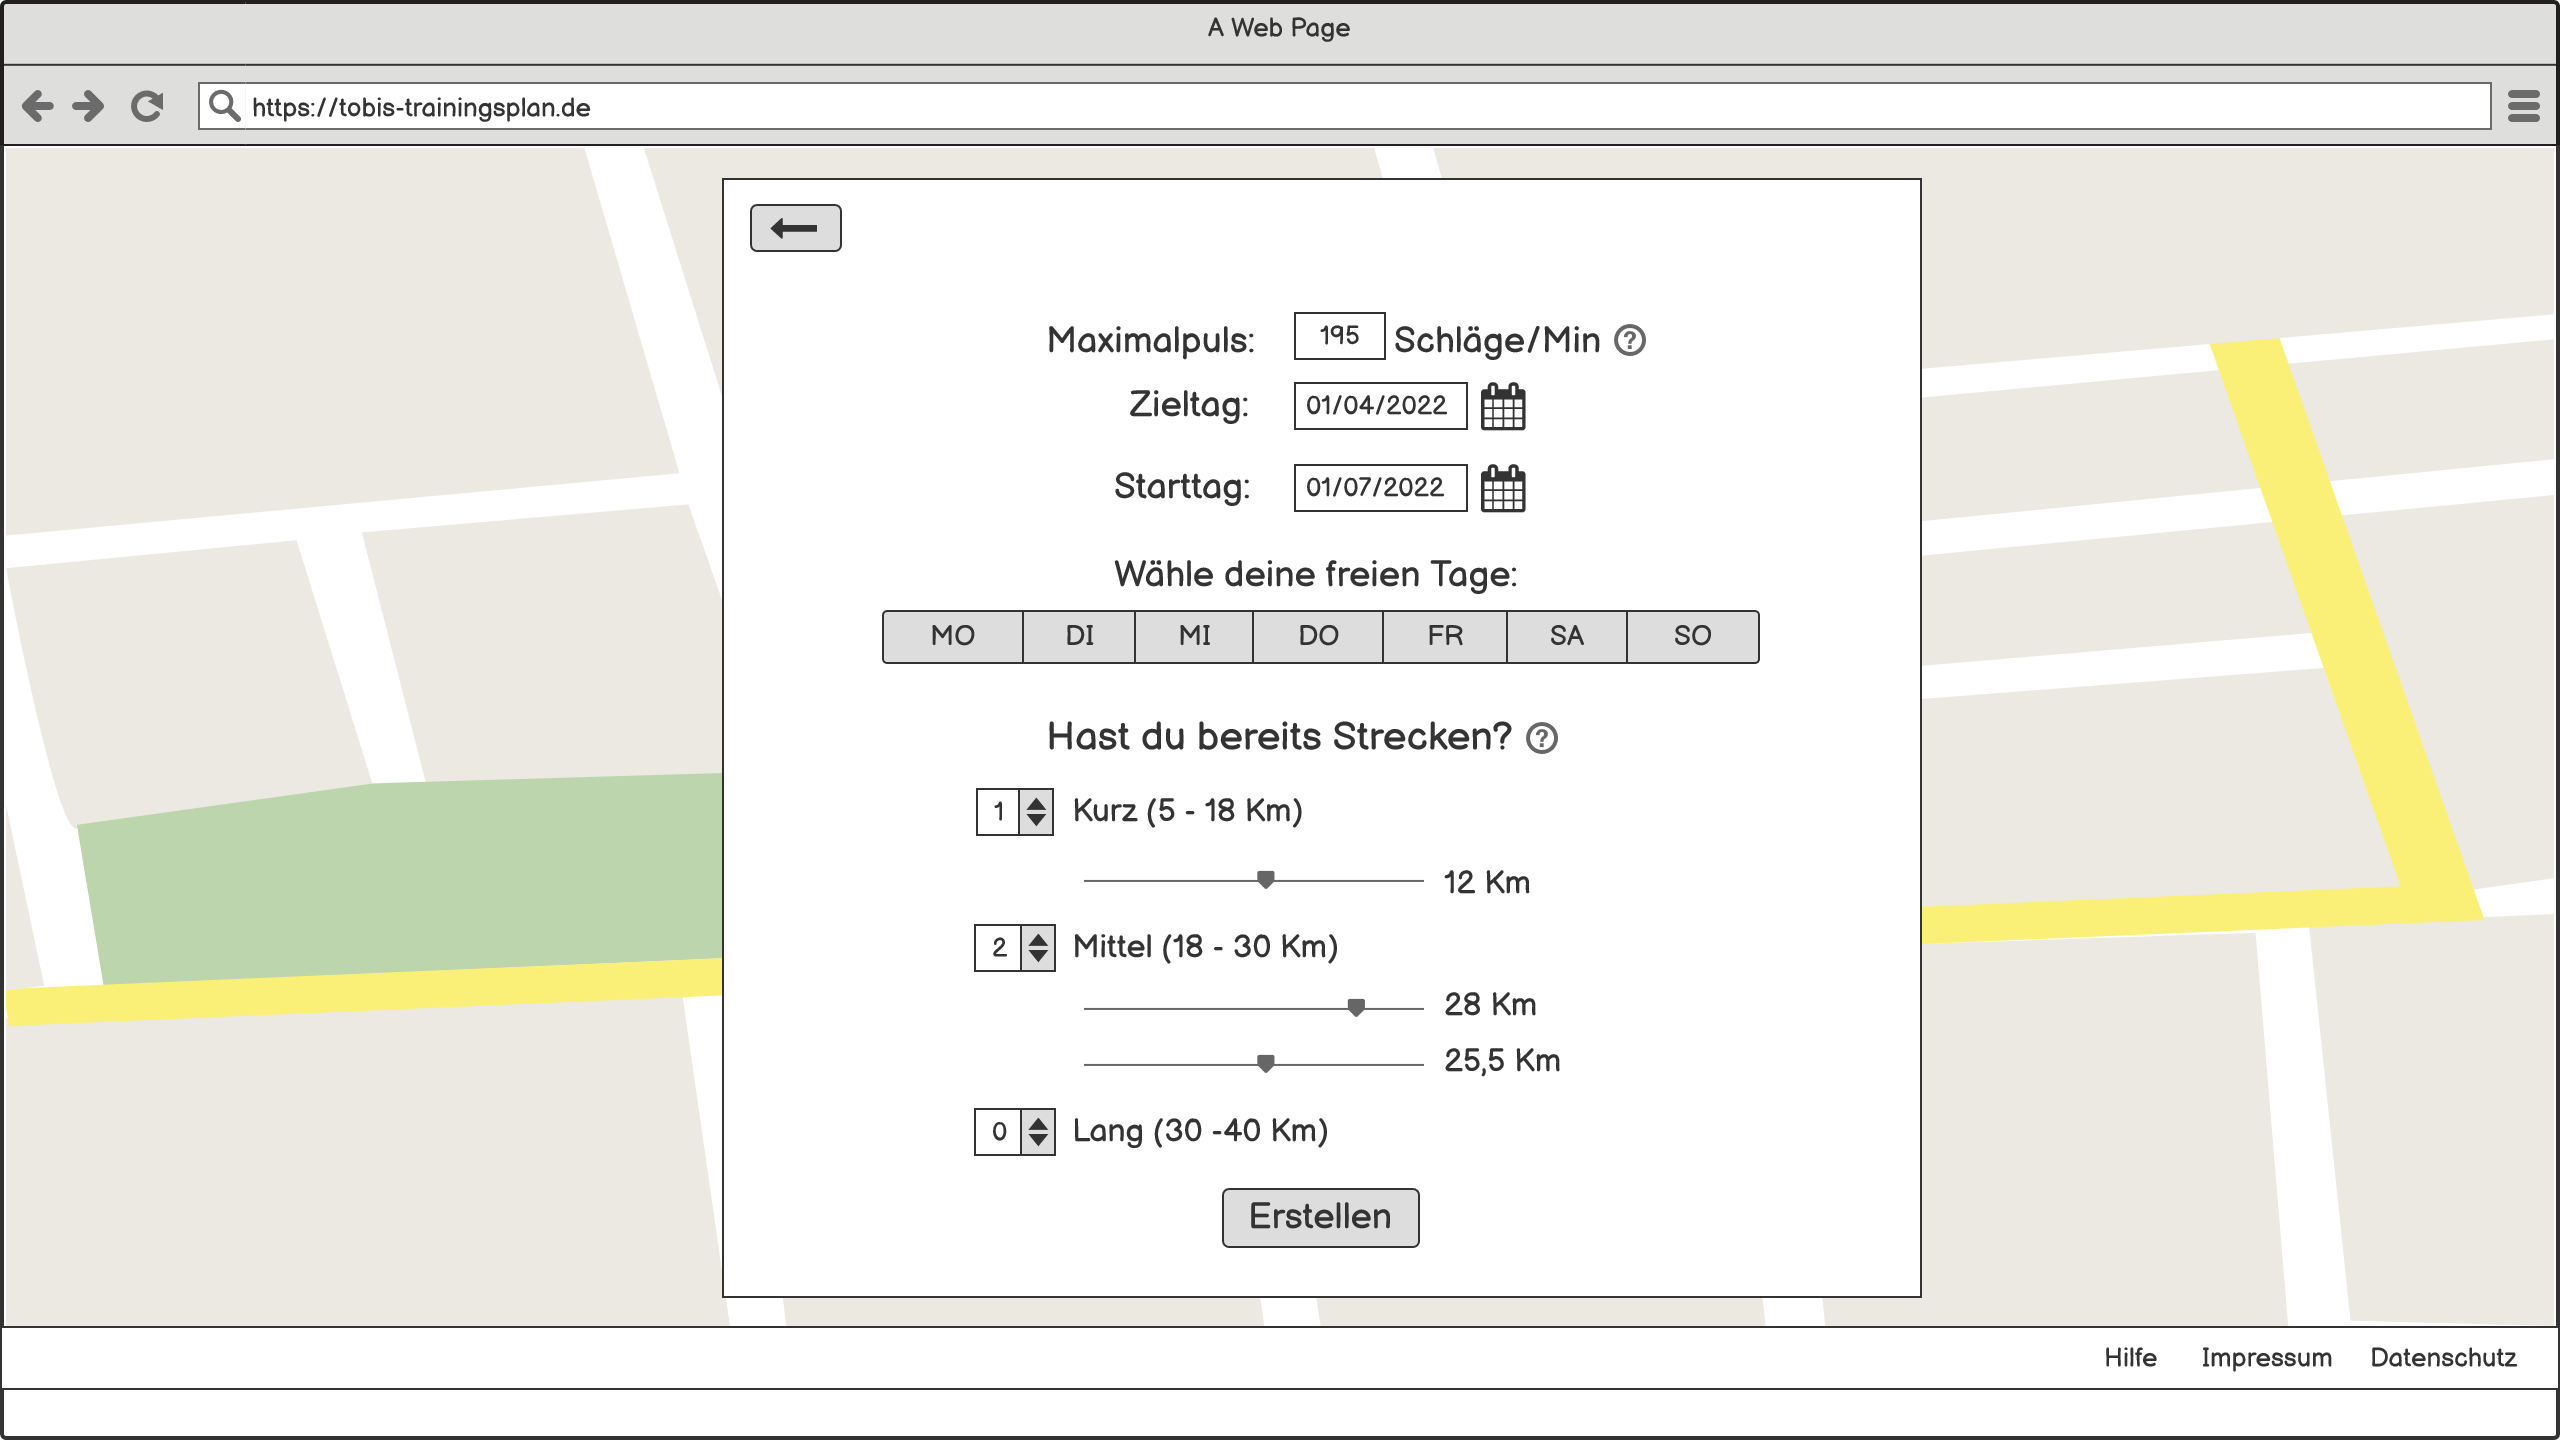 A Web Page
https://tobis-trainingsplan.de
Maximalpuls: 195 Schläge/Min ?
Zieltag: 01/04/2022
Starttag: 01/07/2022
Wähle deine freien Tage:
MO DI MI DO FR SA SO
Hast du bereits Strecken? ?
1 Kurz (5 - 18 Km)
12 Km
2 Mittel (18 - 30 Km)
28 Km
25,5 Km
0 Lang (30 -40 Km)
Erstellen
Hilfe Impressum Datenschutz